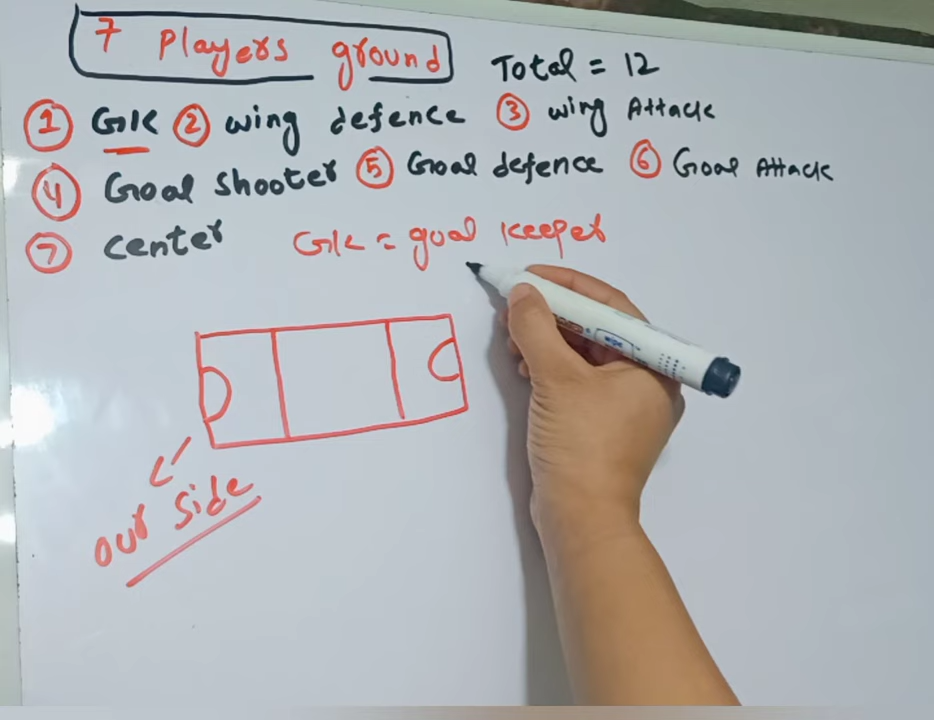 7 Players ground Total = 12
① GK ② wing defence ③ wing Attack
④ Goal shooter ⑤ Goal defence ⑥ Goal Attack
⑦ center GK = goal keeper
our side